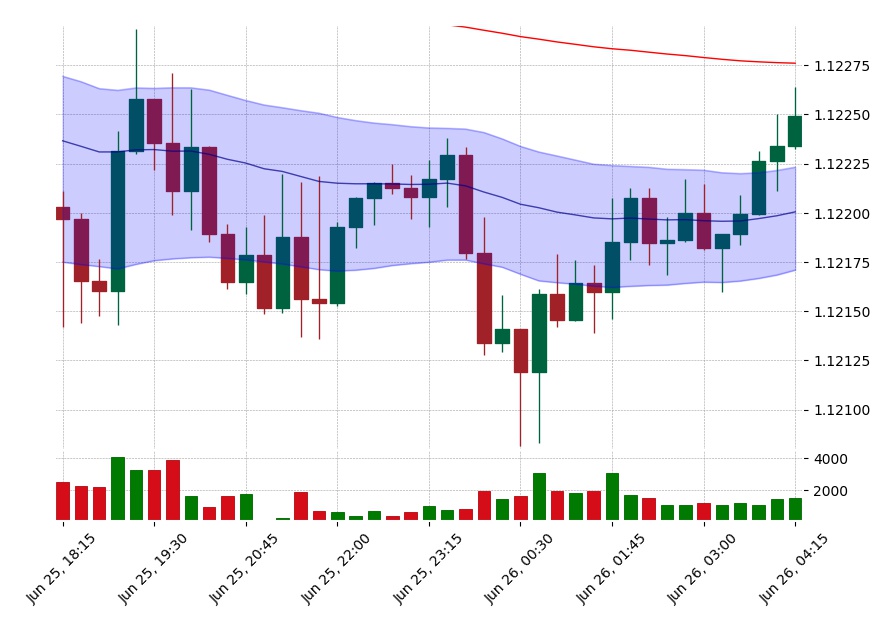 1.12275
1.12250
1.12225
1.12200
1.12175
1.12150
1.12125
1.12100
4000
2000
Jun 25, 18:15
Jun 25, 19:30
Jun 25, 20:45
Jun 25, 22:00
Jun 25, 23:15
Jun 26, 00:30
Jun 26, 01:45
Jun 26, 03:00
Jun 26, 04:15